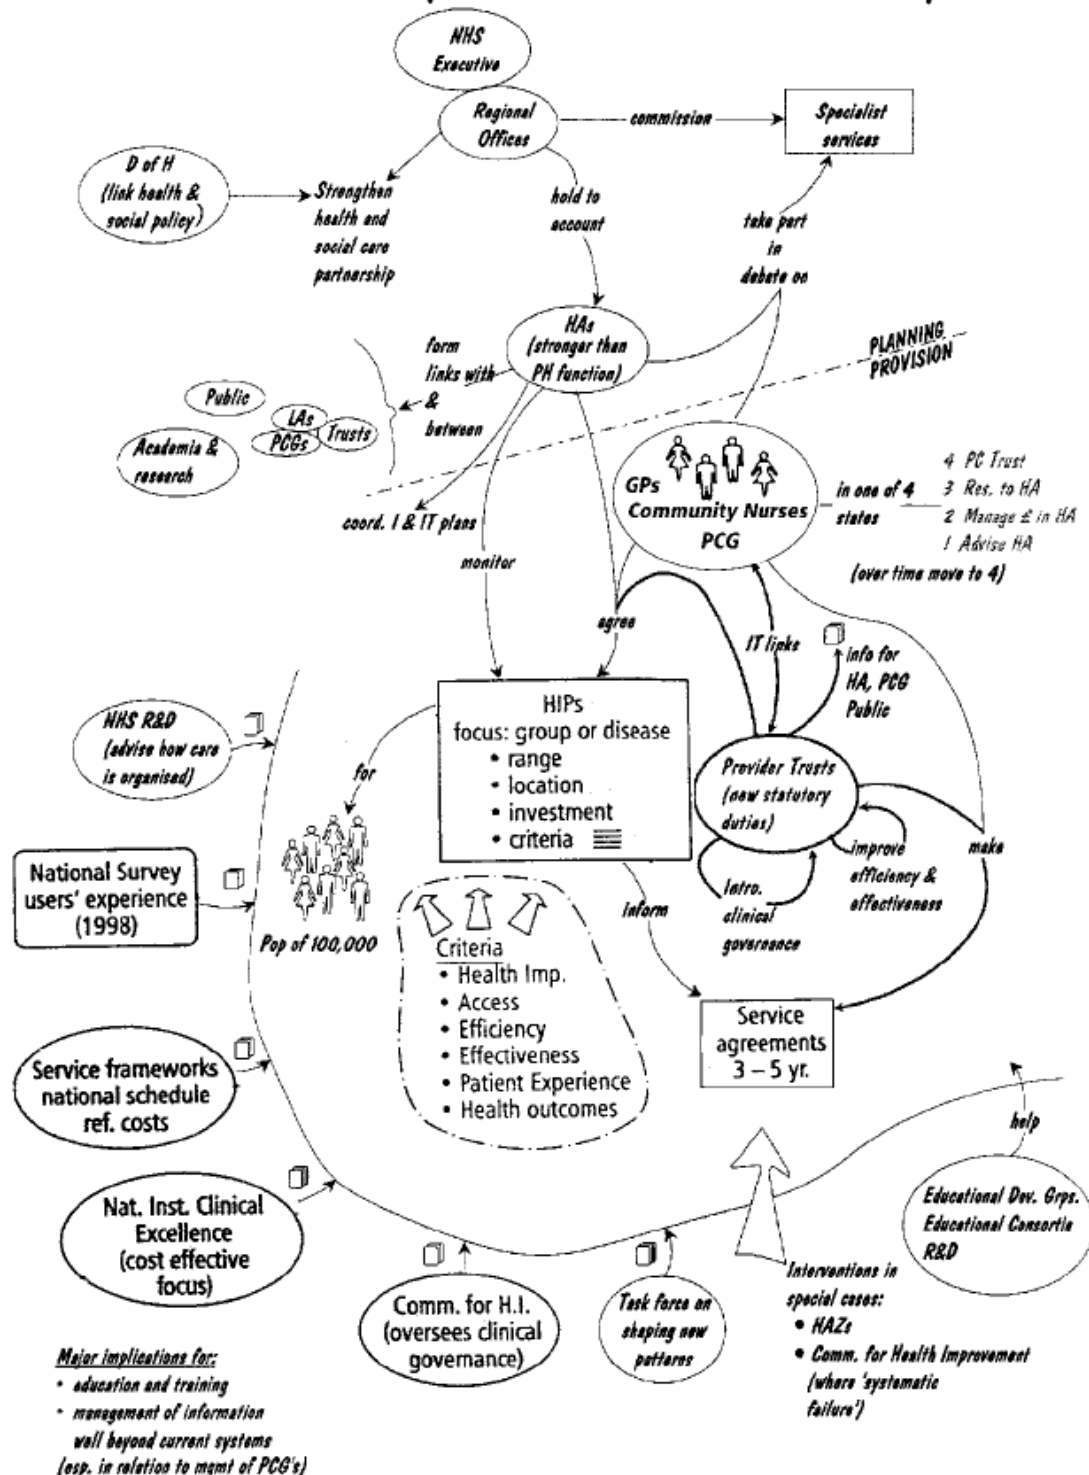 NHS
Executive
Regional
Offices
commission
Specialist
services
D of H
(link health &
social policy)
Strengthen
health and
social care
partnership
hold to
account
take part
in
debate on
HAs
(stronger than
PH function)
PLANNING
PROVISION
form
links with
&
between
Public
LAs
PCGs
Trusts
Academia &
research
coord. I & IT plans
monitor
agree
GPs
Community Nurses
PCG
in one of 4
states
4 PC Trust
3 Res. to HA
2 Manage £ in HA
1 Advise HA
(over time move to 4)
IT links
info for
HA, PCG
Public
HIPs
focus: group or disease
• range
• location
• investment
• criteria
for
Pop of 100,000
Provider Trusts
(new statutory
duties)
Intro.
clinical
governance
improve
efficiency &
effectiveness
make
inform
NHS R&D
(advise how care
is organised)
National Survey
users' experience
(1998)
Criteria
• Health Imp.
• Access
• Efficiency
• Effectiveness
• Patient Experience
• Health outcomes
Service
agreements
3 – 5 yr.
Service frameworks
national schedule
ref. costs
Nat. Inst. Clinical
Excellence
(cost effective
focus)
Comm. for H.I.
(oversees clinical
governance)
Task force on
shaping new
patterns
help
Educational Dev. Grps.
Educational Consortia
R&D
Interventions in
special cases:
• HAZs
• Comm. for Health Improvement
(where 'systematic
failure')
Major implications for:
• education and training
• management of information
well beyond current systems
(esp. in relation to mgmt of PCG's)